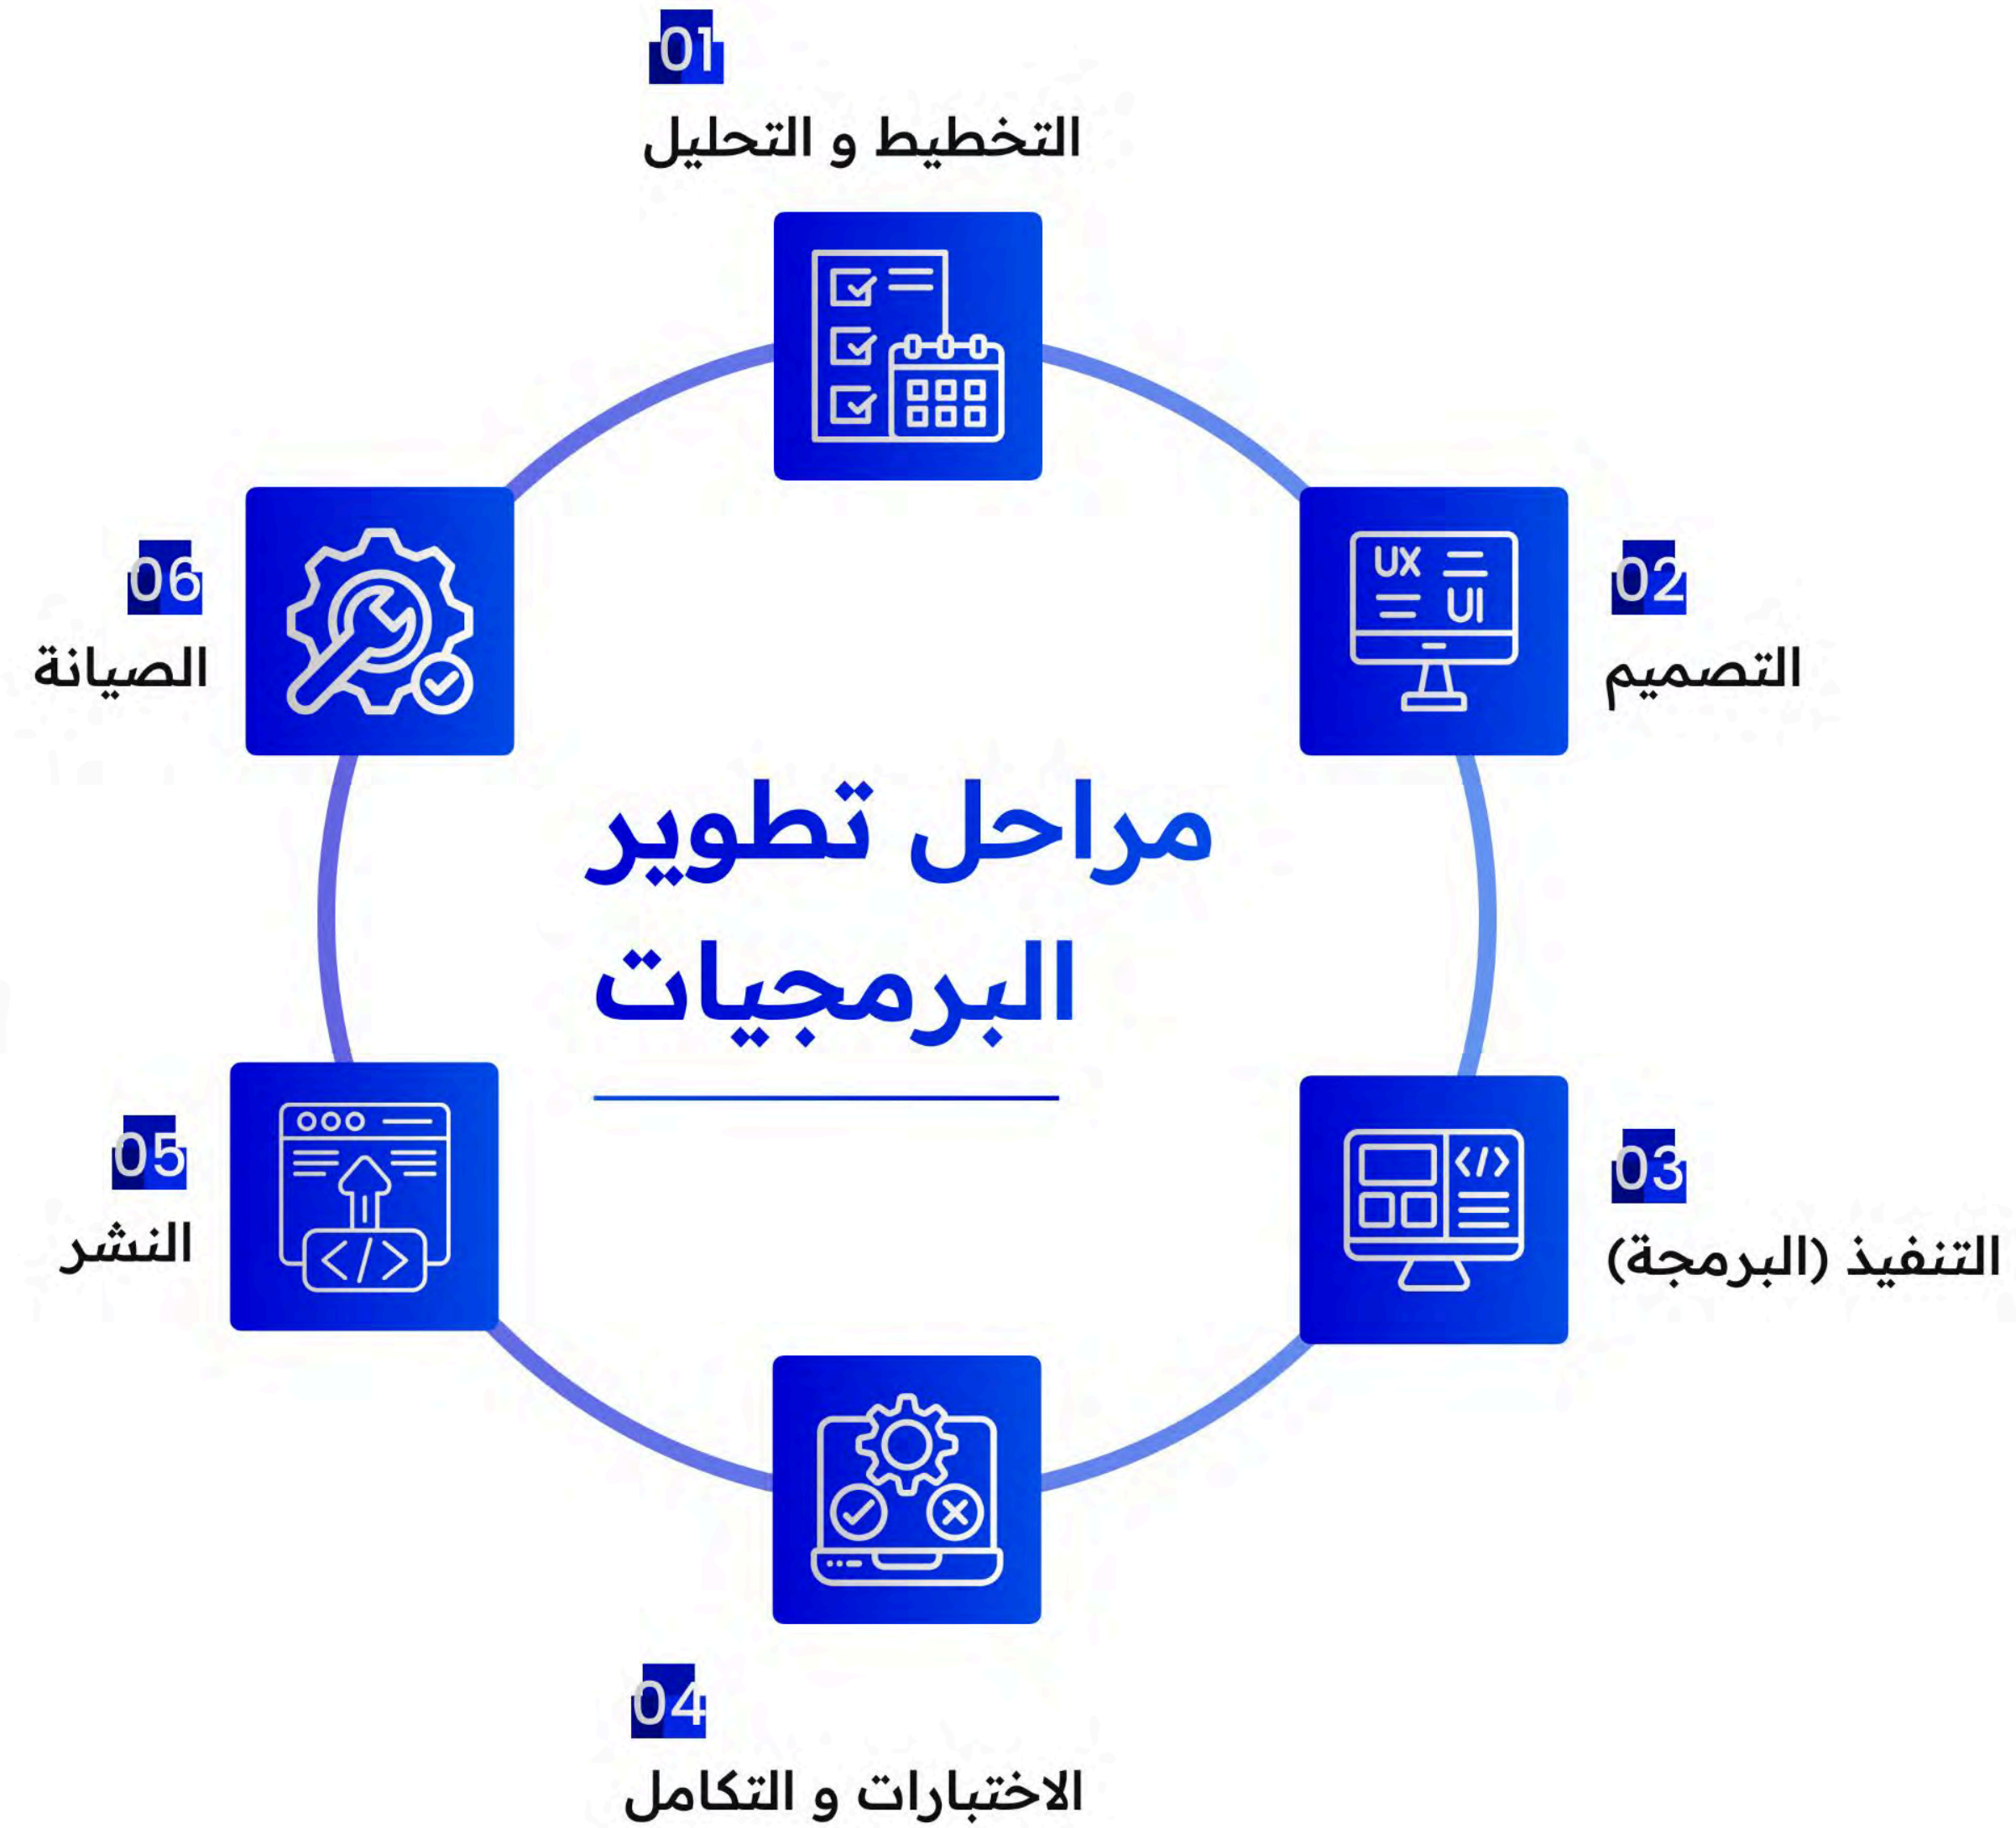 01
التخطيط و التحليل
UX
UI
02
التصميم
06
الصيانة
مراحل تطوير
البرمجيات
03
التنفيذ (البرمجة)
</>
05
النشر
</>
04
الاختبارات و التكامل